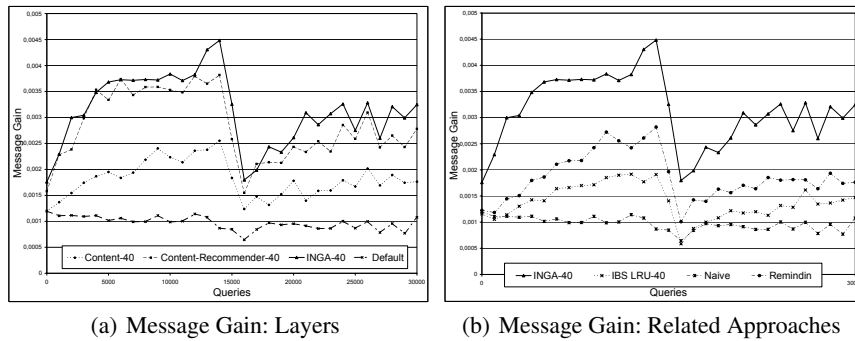 0,005
0,0045
0,004
0,0035
0,003
0,0025
0,002
0,0015
0,001
0,0005
0
Message Gain
0 5000 10000 15000 20000 25000 30000
Queries
Content-40 Content-Recommender-40 INGA-40 Default
(a) Message Gain: Layers
0,005
0,0045
0,004
0,0035
0,003
0,0025
0,002
0,0015
0,001
0,0005
0
Message Gain
0 30000
Queries
INGA-40 IBS LRU-40 Naive Remindin
(b) Message Gain: Related Approaches